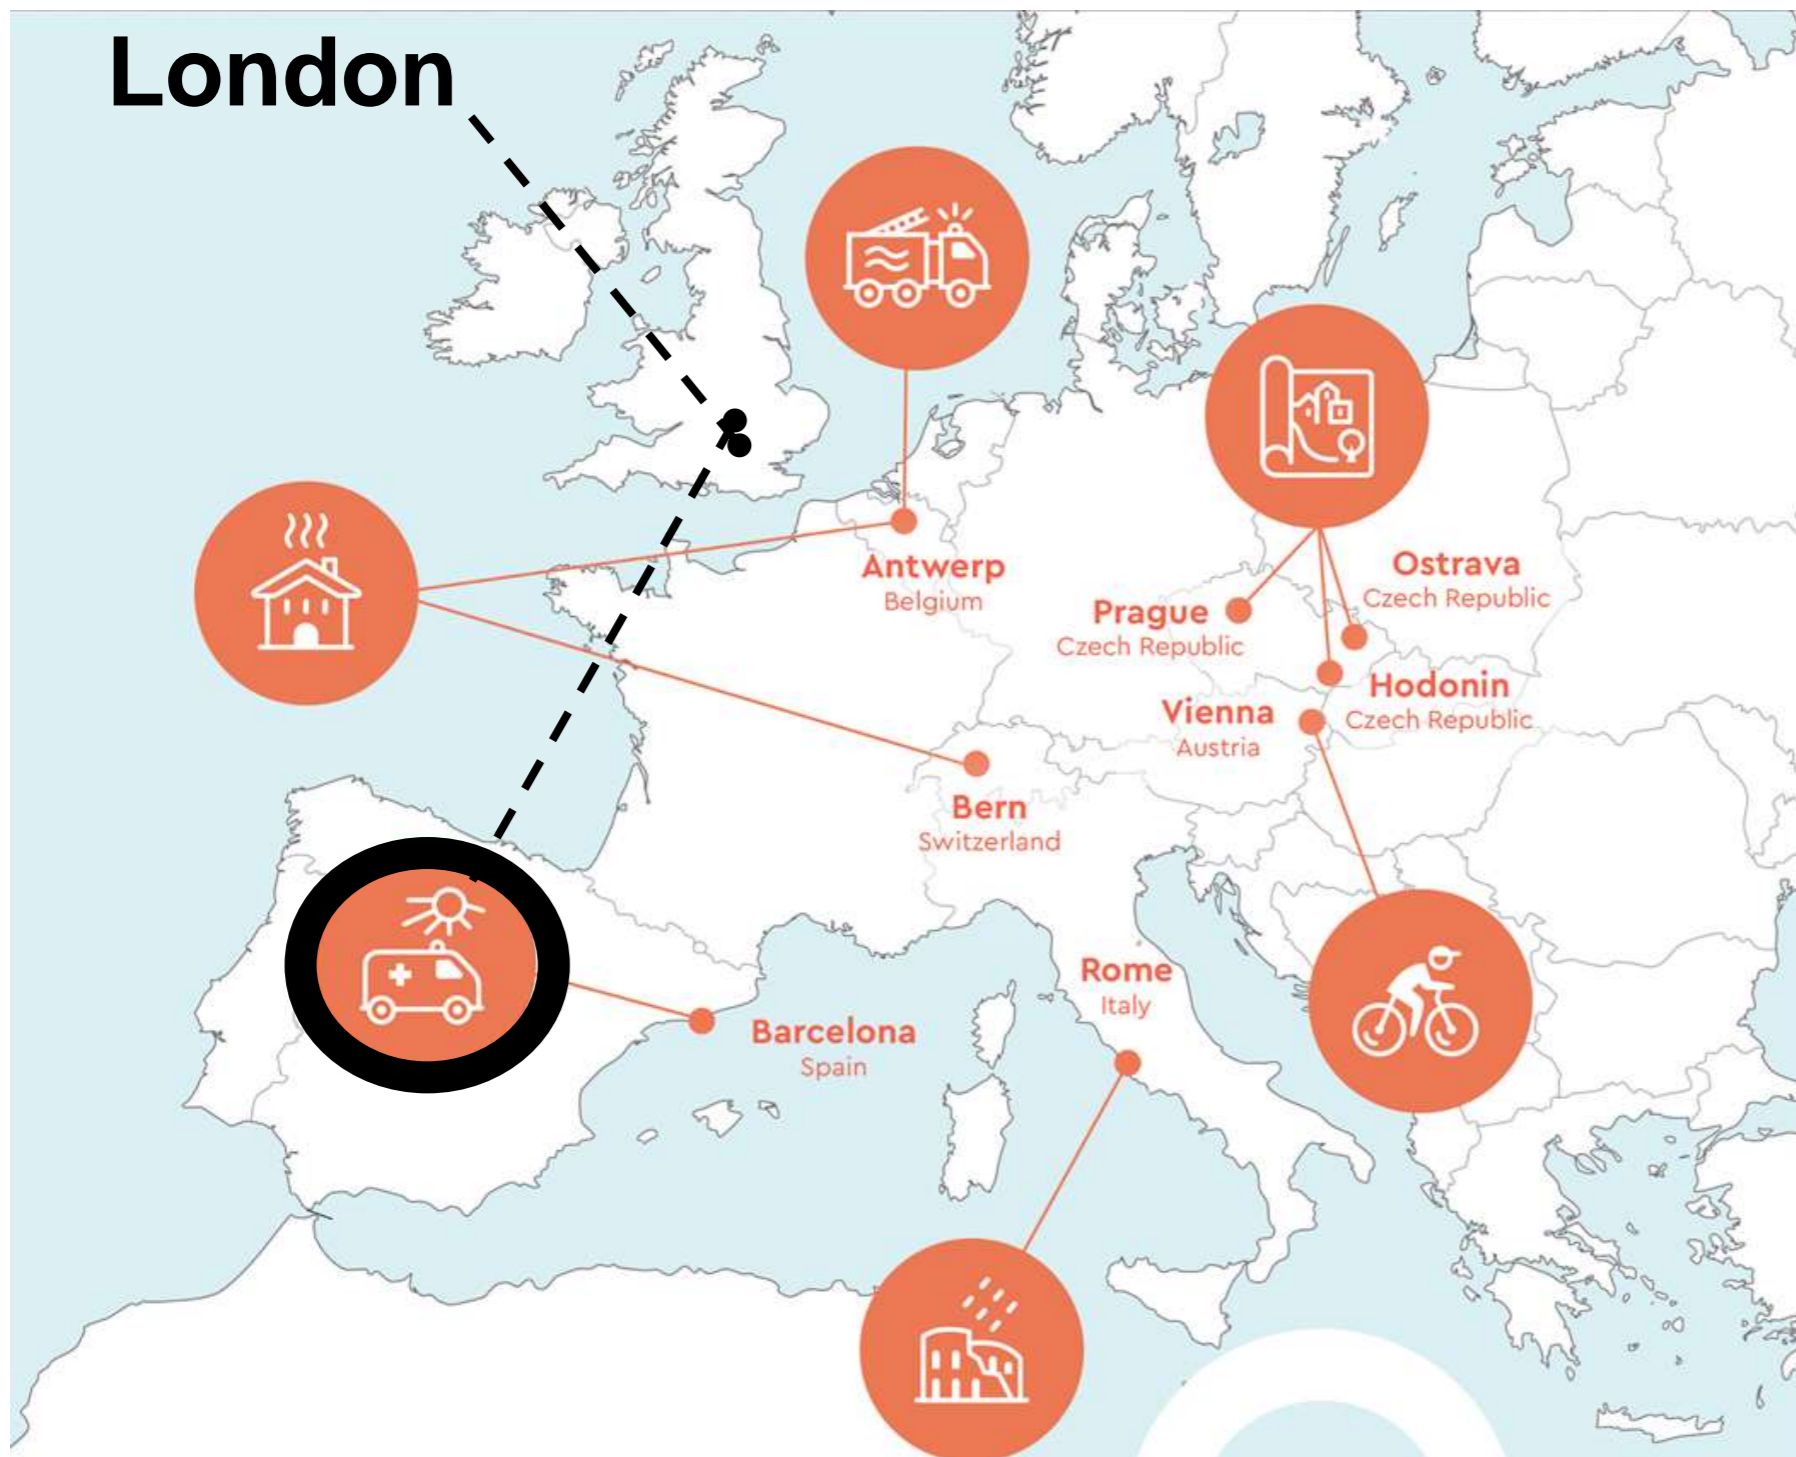 London
Antwerp
Belgium
Ostrava
Czech Republic
Prague
Czech Republic
Hodonin
Czech Republic
Vienna
Austria
Bern
Switzerland
Rome
Italy
Barcelona
Spain